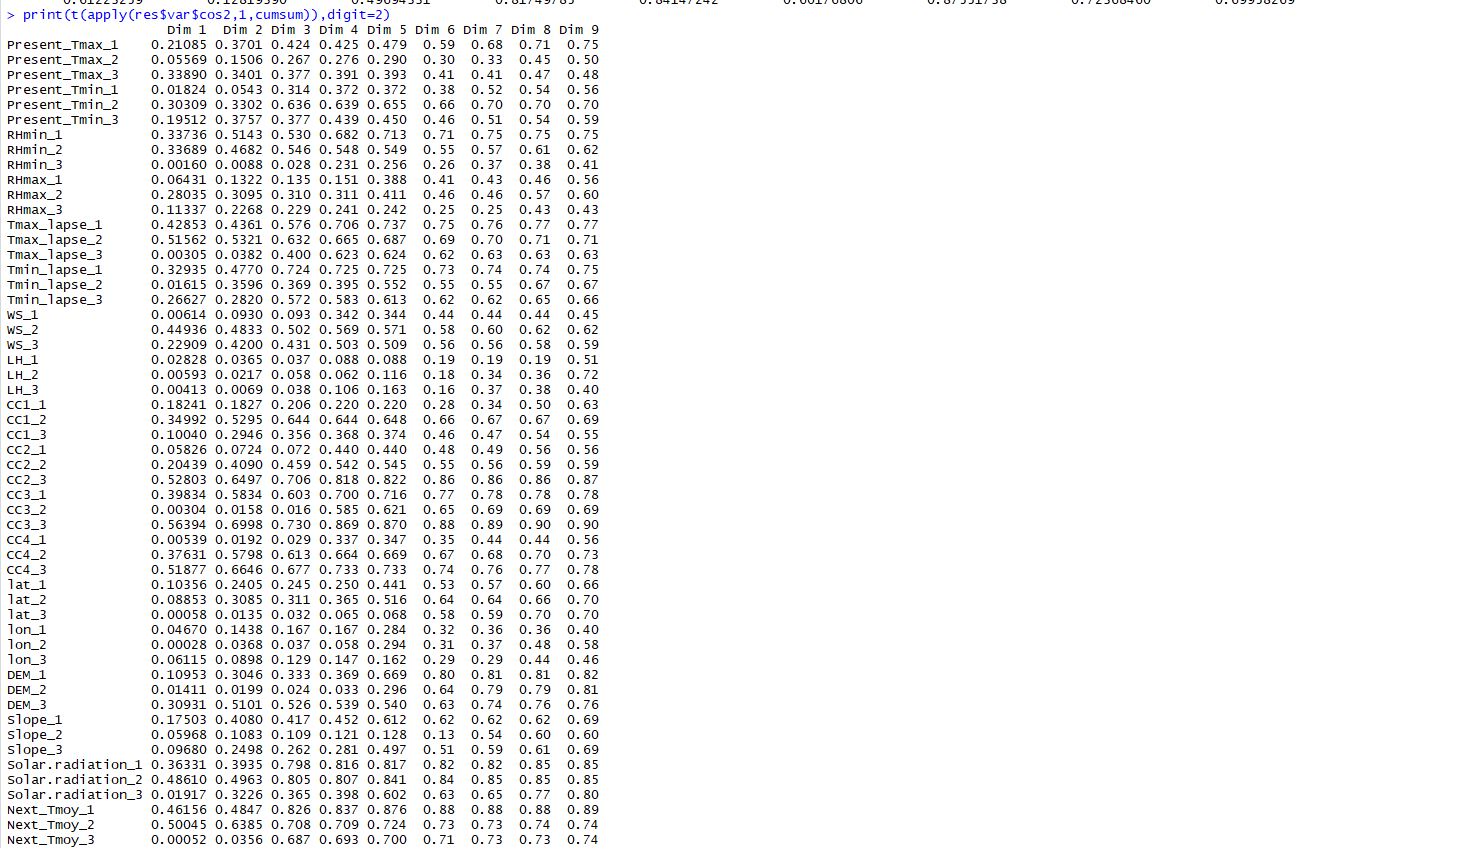 > print(t(apply(res$var$cos2,1,cumsum)),digit=2)
Dim 1 Dim 2 Dim 3 Dim 4 Dim 5 Dim 6 Dim 7 Dim 8 Dim 9
Present_Tmax_1 0.21085 0.3701 0.424 0.425 0.479 0.59 0.68 0.71 0.75
Present_Tmax_2 0.05569 0.1506 0.267 0.276 0.290 0.30 0.33 0.45 0.50
Present_Tmax_3 0.33890 0.3401 0.377 0.391 0.393 0.41 0.41 0.47 0.48
Present_Tmin_1 0.01824 0.0543 0.314 0.372 0.372 0.38 0.52 0.54 0.56
Present_Tmin_2 0.30309 0.3302 0.636 0.639 0.655 0.66 0.70 0.70 0.70
Present_Tmin_3 0.19512 0.3757 0.377 0.439 0.450 0.46 0.51 0.54 0.59
RHmin_1 0.33736 0.5143 0.530 0.682 0.713 0.71 0.75 0.75 0.75
RHmin_2 0.33689 0.4682 0.546 0.548 0.549 0.55 0.57 0.61 0.62
RHmin_3 0.00160 0.0088 0.028 0.231 0.256 0.26 0.37 0.38 0.41
RHmax_1 0.06431 0.1322 0.135 0.151 0.388 0.41 0.43 0.46 0.56
RHmax_2 0.28035 0.3095 0.310 0.311 0.411 0.46 0.46 0.57 0.60
RHmax_3 0.11337 0.2268 0.229 0.241 0.242 0.25 0.25 0.43 0.43
Tmax_lapse_1 0.42853 0.4361 0.576 0.706 0.737 0.75 0.76 0.77 0.77
Tmax_lapse_2 0.51562 0.5321 0.632 0.665 0.687 0.69 0.70 0.71 0.71
Tmax_lapse_3 0.00305 0.0382 0.400 0.623 0.624 0.62 0.63 0.63 0.63
Tmin_lapse_1 0.32935 0.4770 0.724 0.725 0.725 0.73 0.74 0.74 0.75
Tmin_lapse_2 0.01615 0.3596 0.369 0.395 0.552 0.55 0.55 0.67 0.67
Tmin_lapse_3 0.26627 0.2820 0.572 0.583 0.613 0.62 0.62 0.65 0.66
WS_1 0.00614 0.0930 0.093 0.342 0.344 0.44 0.44 0.44 0.45
WS_2 0.44936 0.4833 0.502 0.569 0.571 0.58 0.60 0.62 0.62
WS_3 0.22909 0.4200 0.431 0.503 0.509 0.56 0.56 0.58 0.59
LH_1 0.02828 0.0365 0.037 0.088 0.088 0.19 0.19 0.19 0.51
LH_2 0.00593 0.0217 0.058 0.062 0.116 0.18 0.34 0.36 0.72
LH_3 0.00413 0.0069 0.038 0.106 0.163 0.16 0.37 0.38 0.40
CC1_1 0.18241 0.1827 0.206 0.220 0.220 0.28 0.34 0.50 0.63
CC1_2 0.34992 0.5295 0.644 0.644 0.648 0.66 0.67 0.67 0.69
CC1_3 0.10040 0.2946 0.356 0.368 0.374 0.46 0.47 0.54 0.55
CC2_1 0.05826 0.0724 0.072 0.440 0.440 0.48 0.49 0.56 0.56
CC2_2 0.20439 0.4090 0.459 0.542 0.545 0.55 0.56 0.59 0.59
CC2_3 0.52803 0.6497 0.706 0.818 0.822 0.86 0.86 0.86 0.87
CC3_1 0.39834 0.5834 0.603 0.700 0.716 0.77 0.78 0.78 0.78
CC3_2 0.00304 0.0158 0.016 0.585 0.621 0.65 0.69 0.69 0.69
CC3_3 0.56394 0.6998 0.730 0.869 0.870 0.88 0.89 0.90 0.90
CC4_1 0.00539 0.0192 0.029 0.337 0.347 0.35 0.44 0.44 0.56
CC4_2 0.37631 0.5798 0.613 0.664 0.669 0.67 0.68 0.70 0.73
CC4_3 0.51877 0.6646 0.677 0.733 0.733 0.74 0.76 0.77 0.78
lat_1 0.10356 0.2405 0.245 0.250 0.441 0.53 0.57 0.60 0.66
lat_2 0.08853 0.3085 0.311 0.365 0.516 0.64 0.64 0.66 0.70
lat_3 0.00058 0.0135 0.032 0.065 0.068 0.58 0.59 0.70 0.70
lon_1 0.04670 0.1438 0.167 0.167 0.284 0.32 0.36 0.36 0.40
lon_2 0.00028 0.0368 0.037 0.058 0.294 0.31 0.37 0.48 0.58
lon_3 0.06115 0.0898 0.129 0.147 0.162 0.29 0.29 0.44 0.46
DEM_1 0.10953 0.3046 0.333 0.369 0.669 0.80 0.81 0.81 0.82
DEM_2 0.01411 0.0199 0.024 0.033 0.296 0.64 0.79 0.79 0.81
DEM_3 0.30931 0.5101 0.526 0.539 0.540 0.63 0.74 0.76 0.76
Slope_1 0.17503 0.4080 0.417 0.452 0.612 0.62 0.62 0.62 0.69
Slope_2 0.05968 0.1083 0.109 0.121 0.128 0.13 0.54 0.60 0.60
Slope_3 0.09680 0.2498 0.262 0.281 0.497 0.51 0.59 0.61 0.69
Solar.radiation_1 0.36331 0.3935 0.798 0.816 0.817 0.82 0.82 0.85 0.85
Solar.radiation_2 0.48610 0.4963 0.805 0.807 0.841 0.84 0.85 0.85 0.85
Solar.radiation_3 0.01917 0.3226 0.365 0.398 0.602 0.63 0.65 0.77 0.80
Next_Tmoy_1 0.46156 0.4847 0.826 0.837 0.876 0.88 0.88 0.88 0.89
Next_Tmoy_2 0.50045 0.6385 0.708 0.709 0.724 0.73 0.73 0.74 0.74
Next_Tmoy_3 0.00052 0.0356 0.687 0.693 0.700 0.71 0.73 0.73 0.74